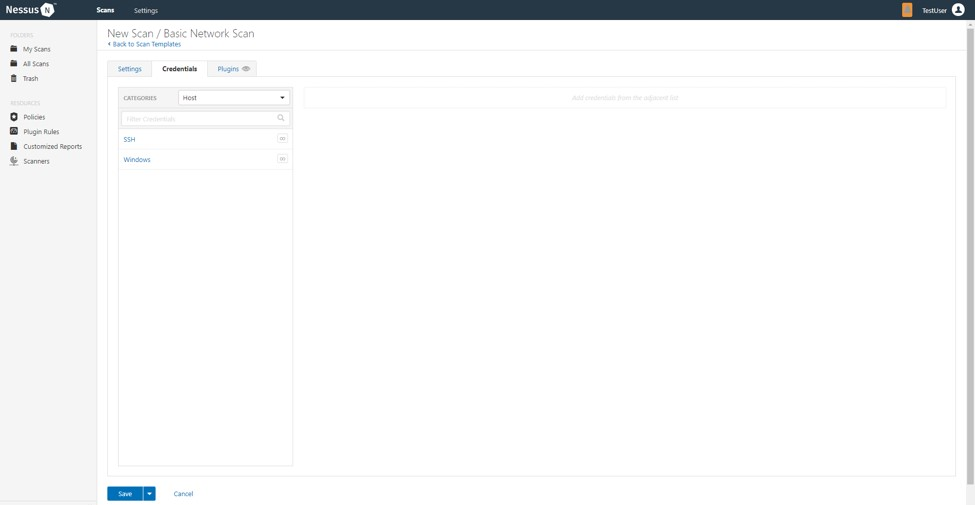 Nessus N
Scans
Settings
TestUser
FOLDERS
My Scans
All Scans
Trash
RESOURCES
Policies
Plugin Rules
Customized Reports
Scanners
New Scan / Basic Network Scan
Back to Scan Templates
Settings
Credentials
Plugins
CATEGORIES
Host
Filter Credentials
SSH
Windows
Add credentials from the adjacent list
Save
Cancel